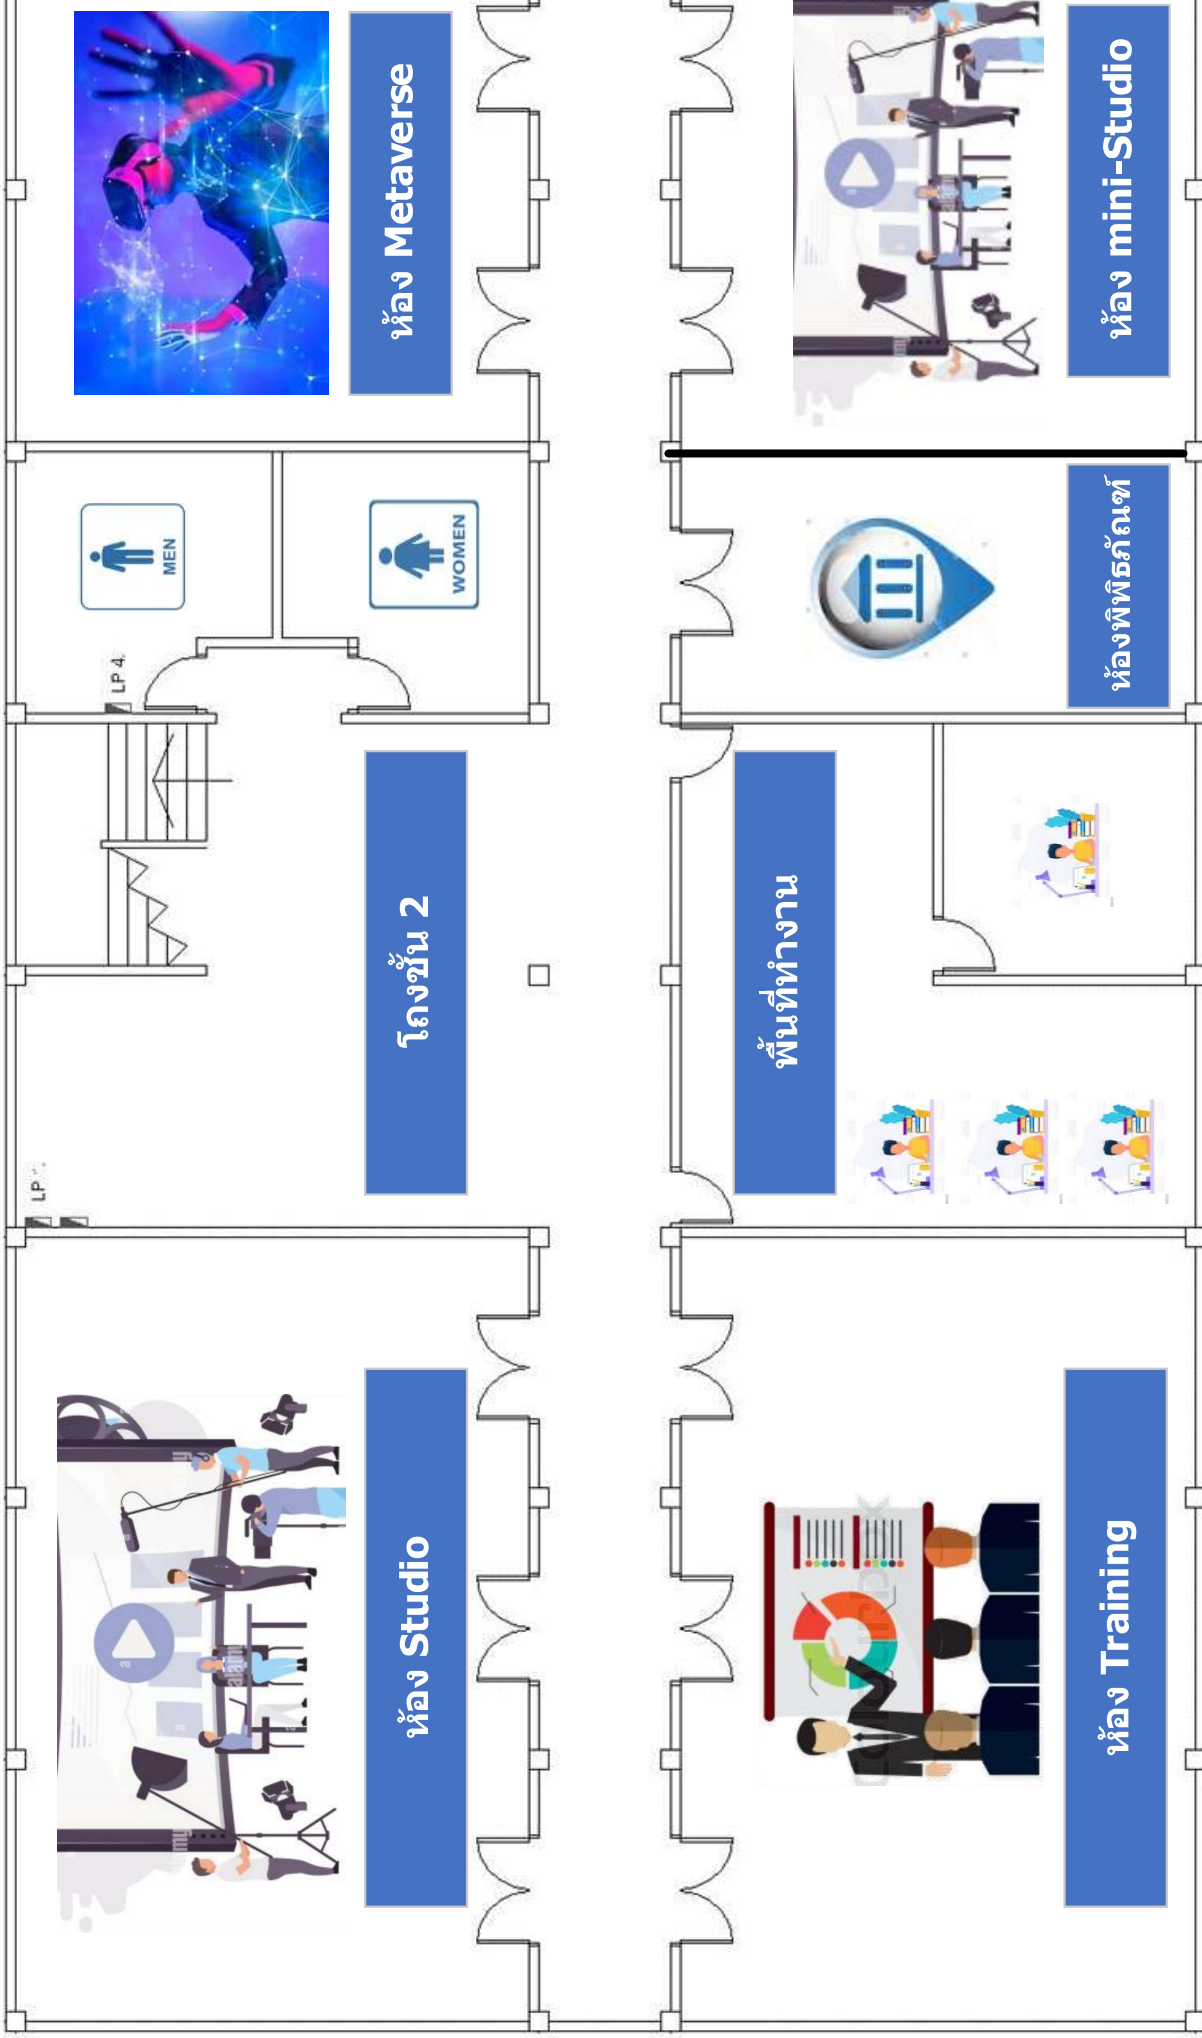 ห้อง Studio
LP
โถงชั้น 2
LP 4.
MEN
WOMEN
ห้อง Metaverse
ห้อง Training
พื้นที่ทำงาน
ห้องพิพิธภัณฑ์
ห้อง mini-Studio